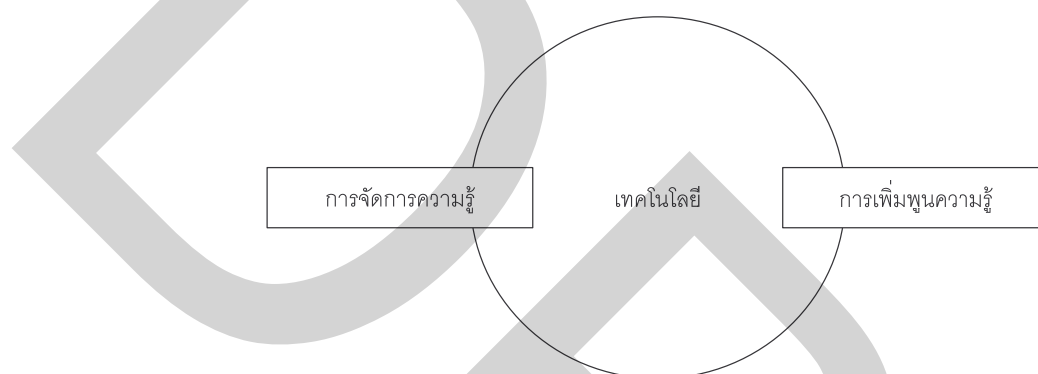 การจัดการความรู้
เทคโนโลยี
การเพิ่มพูนความรู้